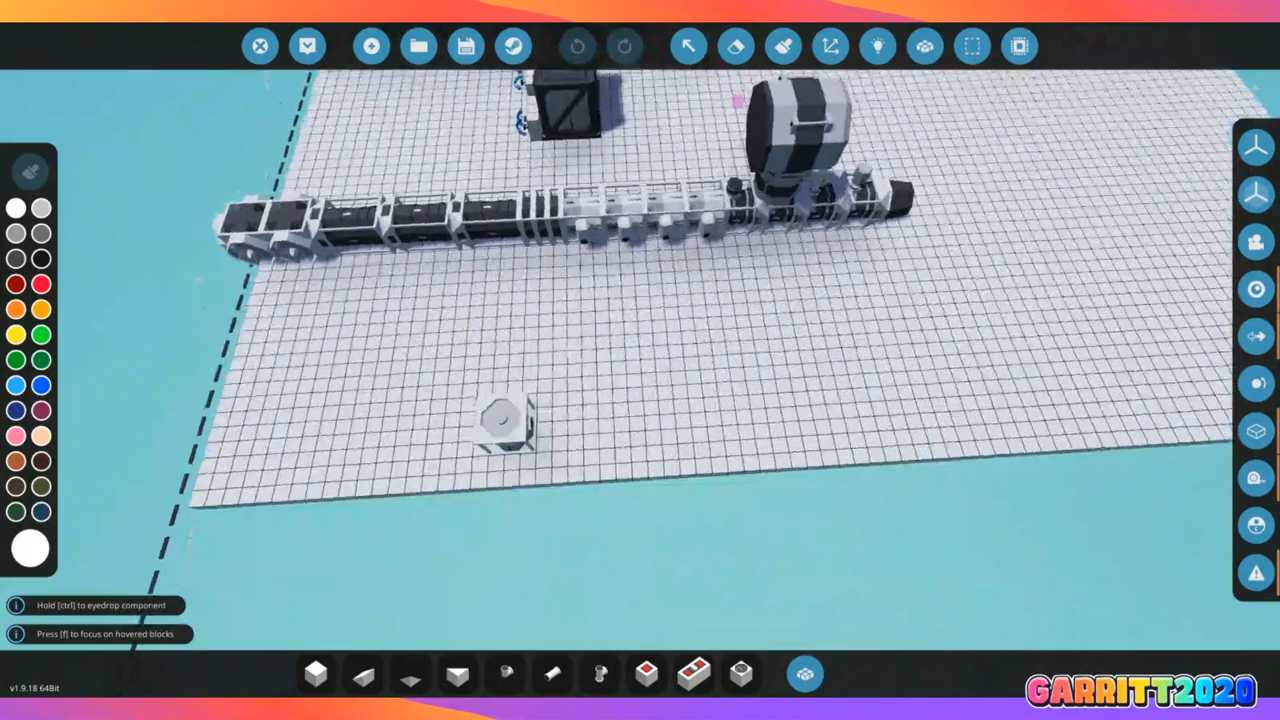 Hold [ctrl] to eyedrop component
Press [f] to focus on hovered blocks
v1.9.18 64Bit
GARRITT2020